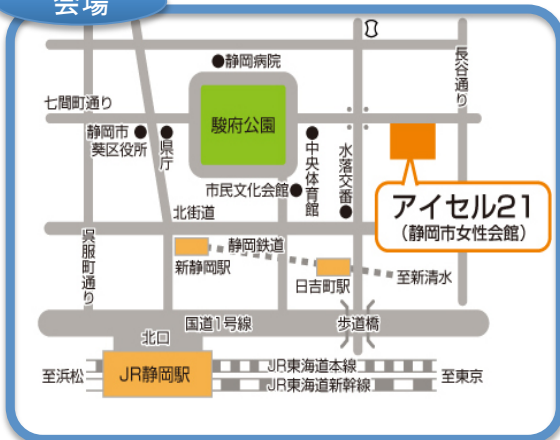 会場
静岡病院
長谷通り
七間町通り
駿府公園
静岡市
葵区役所
県庁
中央体育館
水落交番
市民文化会館
アイセル21
(静岡市女性会館)
北街道
呉服町通り
静岡鉄道
新静岡駅
日吉町駅
至新清水
国道1号線
歩道橋
北口
至浜松
JR静岡駅
JR東海道本線
JR東海道新幹線
至東京